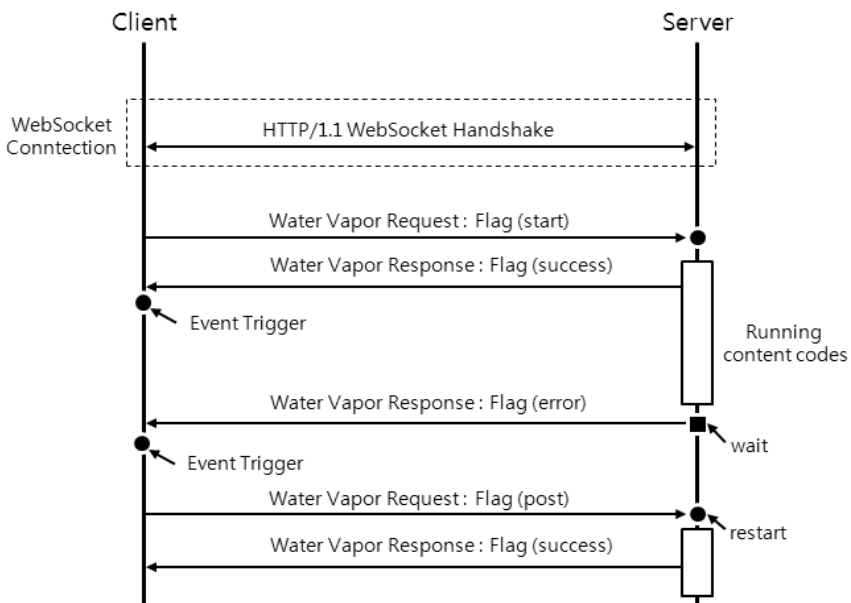 Client
Server
WebSocket
Conntection
HTTP/1.1 WebSocket Handshake
Water Vapor Request : Flag (start)
Water Vapor Response : Flag (success)
Event Trigger
Running
content codes
Water Vapor Response : Flag (error)
wait
Event Trigger
Water Vapor Request : Flag (post)
restart
Water Vapor Response : Flag (success)